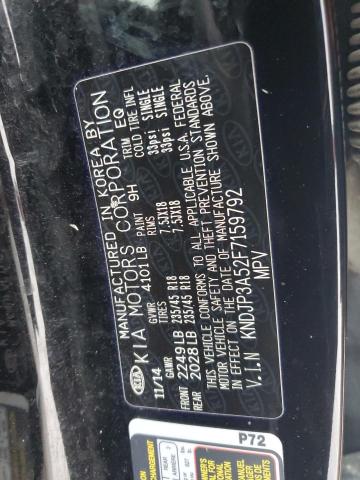 MANUFACTURED IN KOREA BY
KIA MOTORS CORPORATION
11/14 GVWR 4101LB PAINT 9H TRIM EQ
GAWR TIRES RIMS COLD TIRE INFL
FRONT 2249LB 235/45 R18 7.5JX18 33psi SINGLE
REAR 2028LB 235/45 R18 7.5JX18 33psi SINGLE
THIS VEHICLE CONFORMS TO ALL APPLICABLE U.S.A. FEDERAL
MOTOR VEHICLE SAFETY AND THEFT PREVENTION STANDARDS
IN EFFECT ON THE DATE OF MANUFACTURE SHOWN ABOVE.
V.I.N KNDJP3A52F7159792
MPV
P72